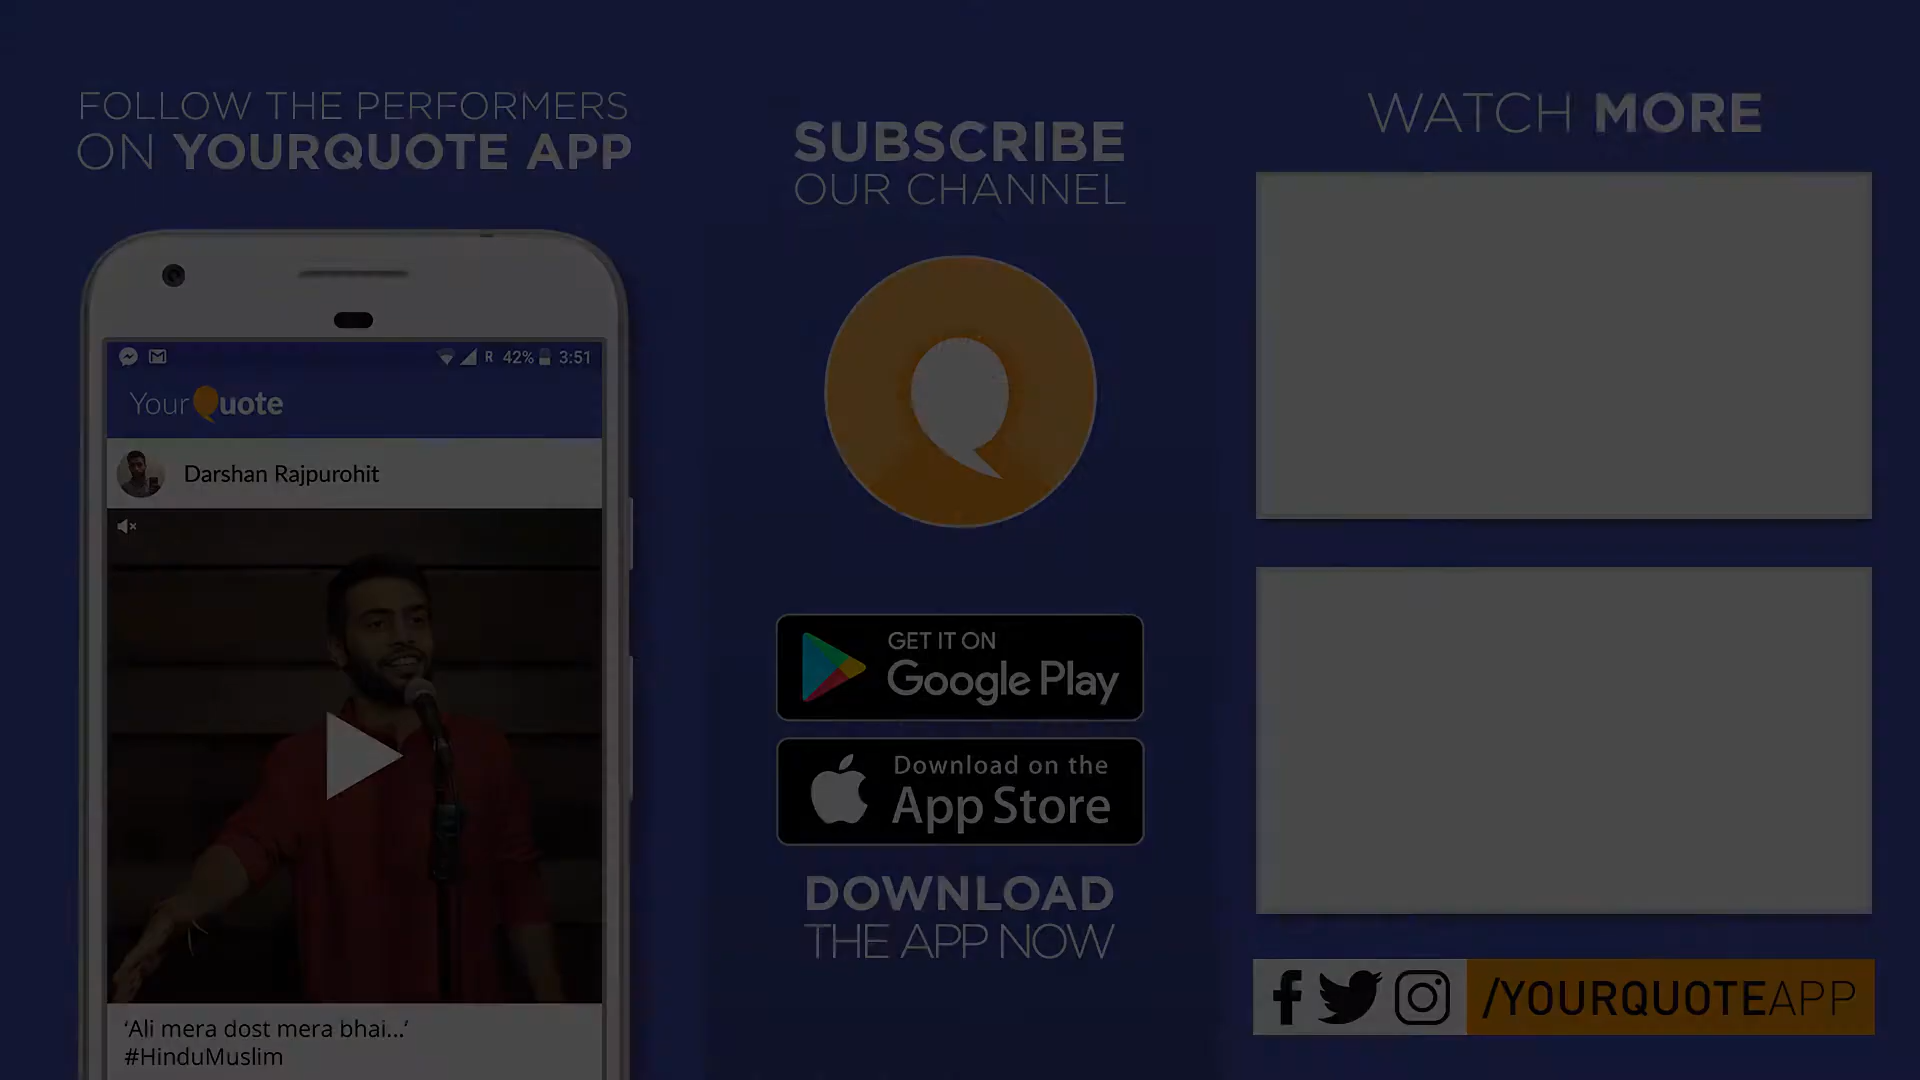 FOLLOW THE PERFORMERS
ON YOURQUOTE APP
R 42% 3:51
YourQuote
Darshan Rajpurohit
‘Ali mera dost mera bhai...’
#HinduMuslim
SUBSCRIBE
OUR CHANNEL
GET IT ON
Google Play
Download on the
App Store
DOWNLOAD
THE APP NOW
WATCH MORE
/YOURQUOTEAPP